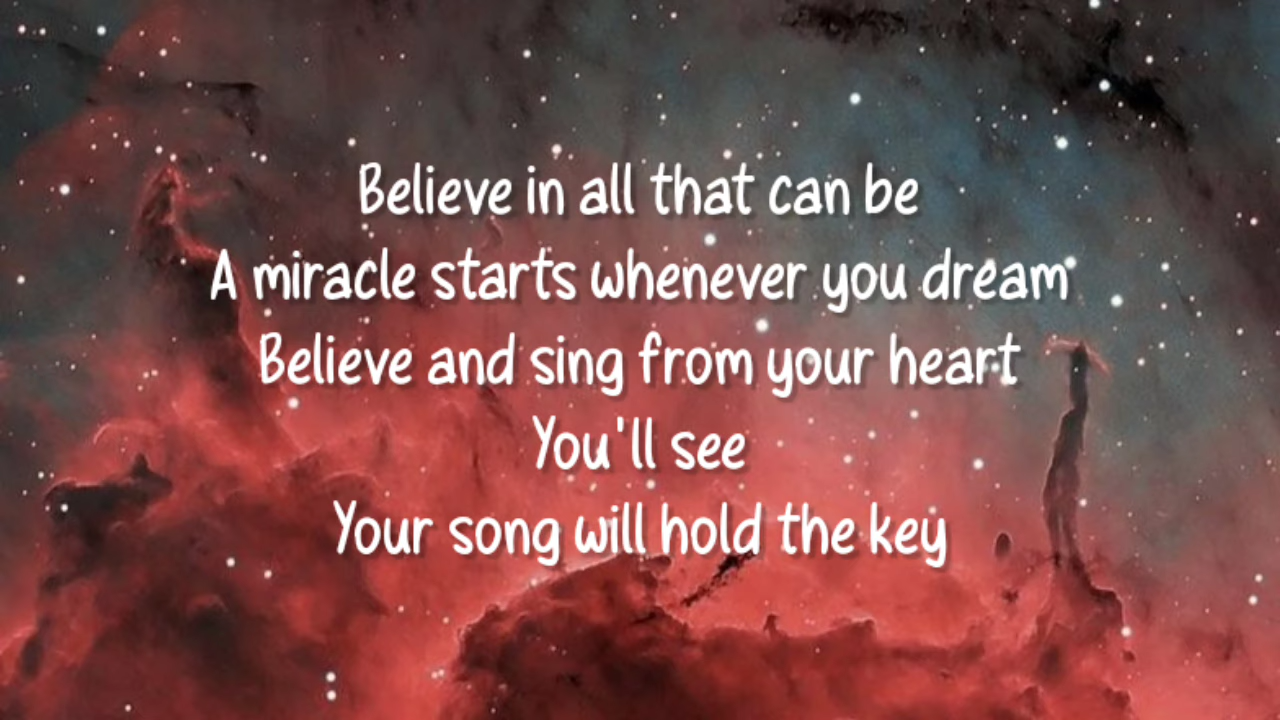 Believe in all that can be
A miracle starts whenever you dream
Believe and sing from your heart
You'll see
Your song will hold the key